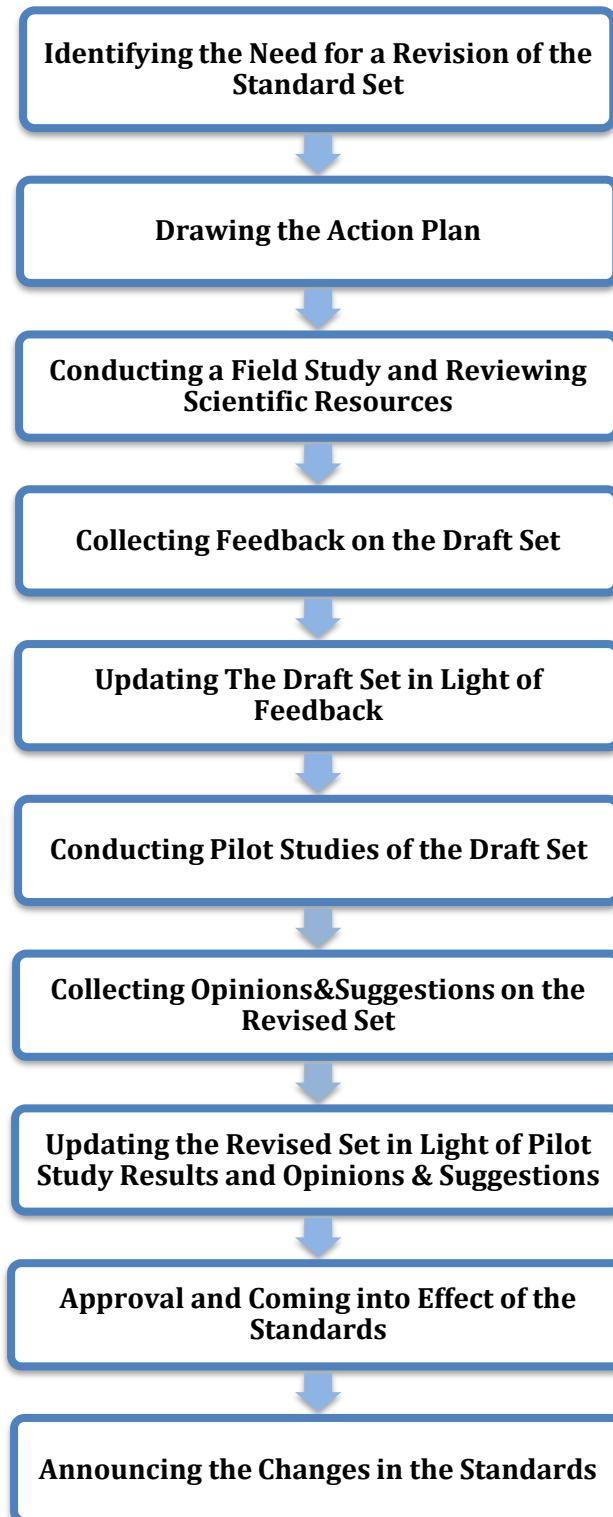 Identifying the Need for a Revision of the
Standard Set
Drawing the Action Plan
Conducting a Field Study and Reviewing
Scientific Resources
Collecting Feedback on the Draft Set
Updating The Draft Set in Light of
Feedback
Conducting Pilot Studies of the Draft Set
Collecting Opinions&Suggestions on the
Revised Set
Updating the Revised Set in Light of Pilot
Study Results and Opinions & Suggestions
Approval and Coming into Effect of the
Standards
Announcing the Changes in the Standards